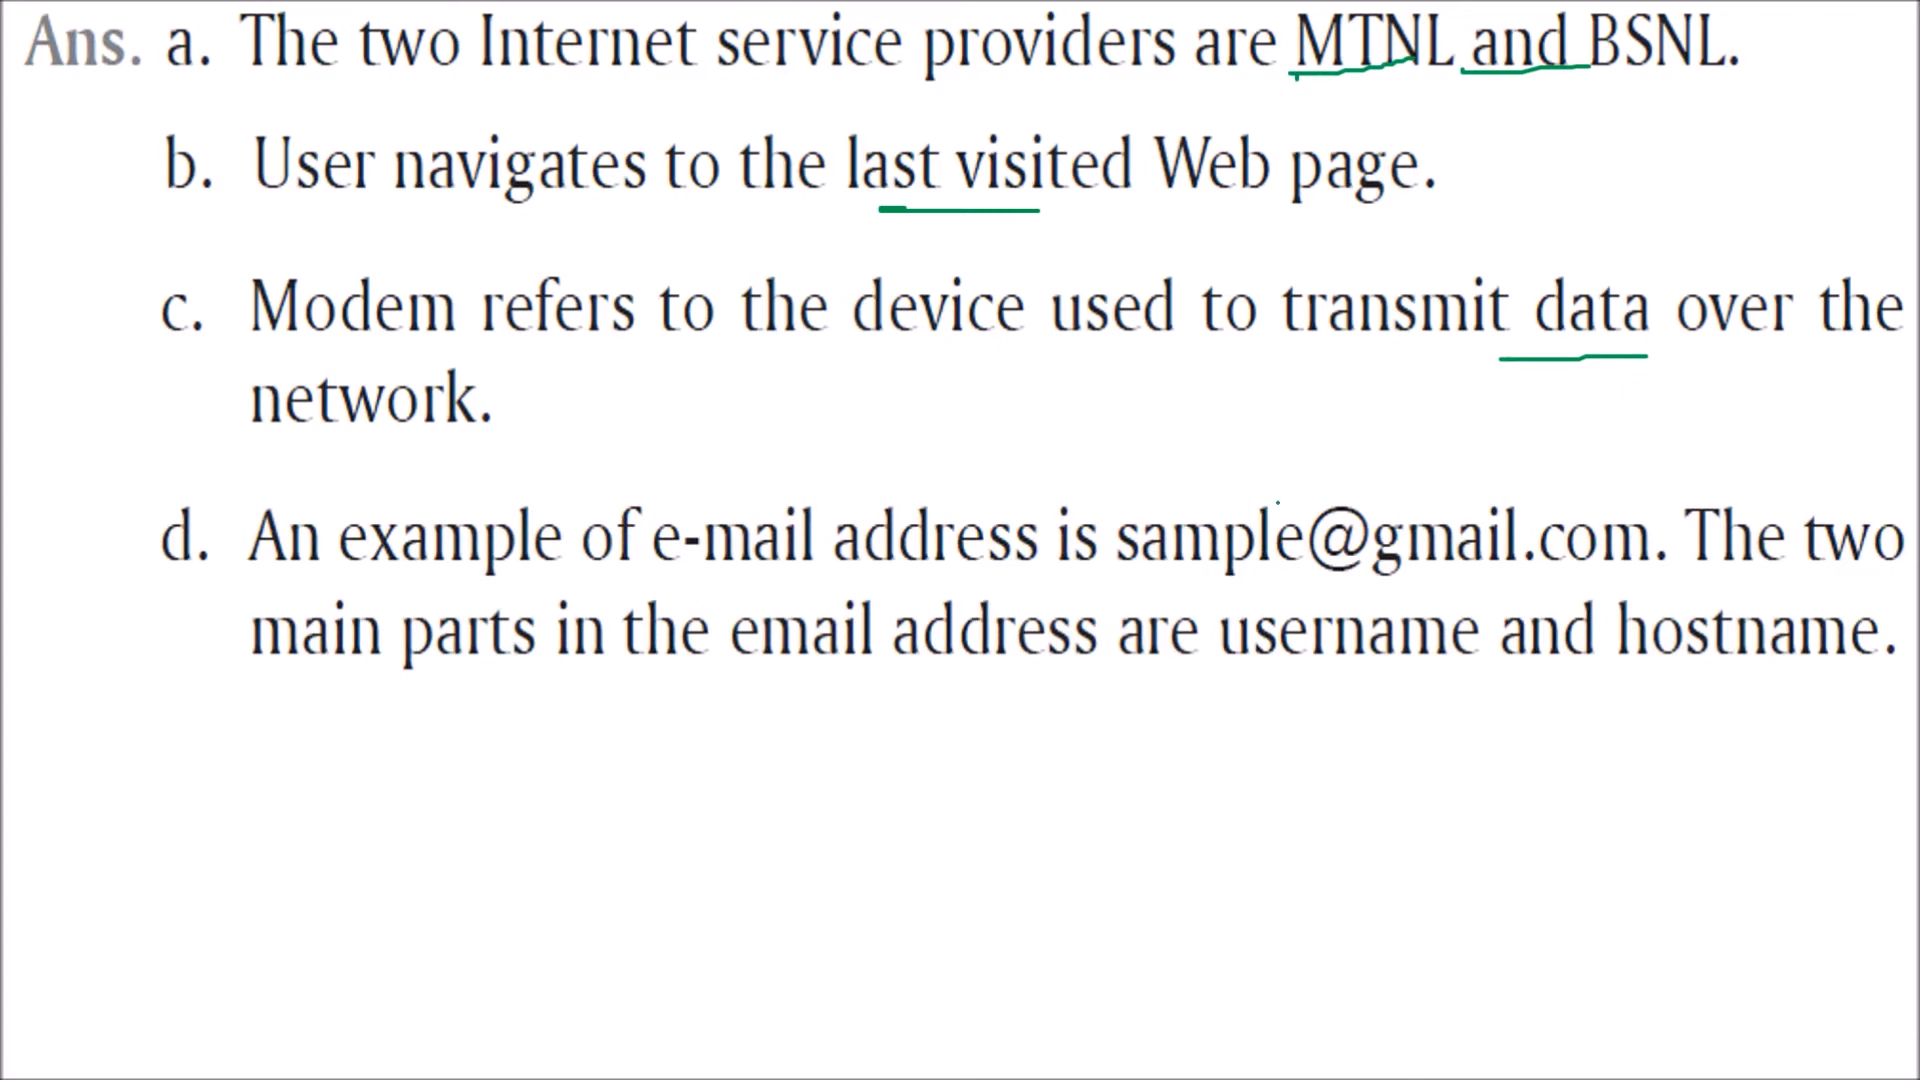 Ans. a. The two Internet service providers are MTNL and BSNL.
b. User navigates to the last visited Web page.
c. Modem refers to the device used to transmit data over the
network.
d. An example of e-mail address is sample@gmail.com. The two
main parts in the email address are username and hostname.